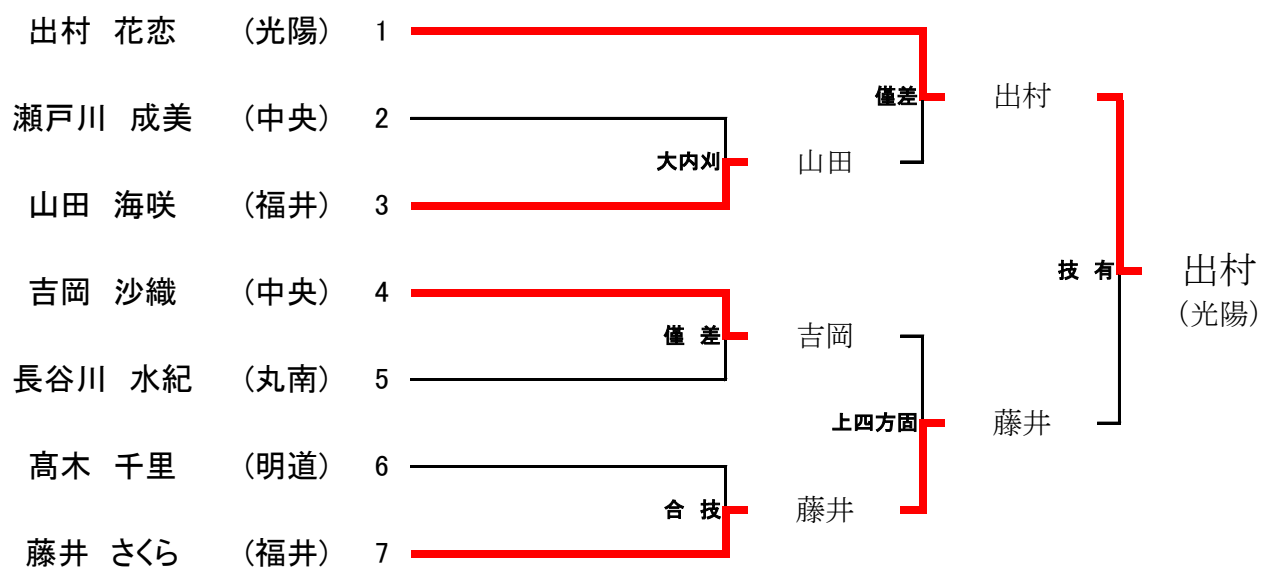 出村　花恋　（光陽）　1
瀬戸川　成美　（中央）　2
山田　海咲　（福井）　3
吉岡　沙織　（中央）　4
長谷川　水紀　（丸南）　5
髙木　千里　（明道）　6
藤井　さくら　（福井）　7
大内刈
僅　差
合　技
山田
吉岡
藤井
僅差
上四方固
出村
藤井
技　有
出村
（光陽）